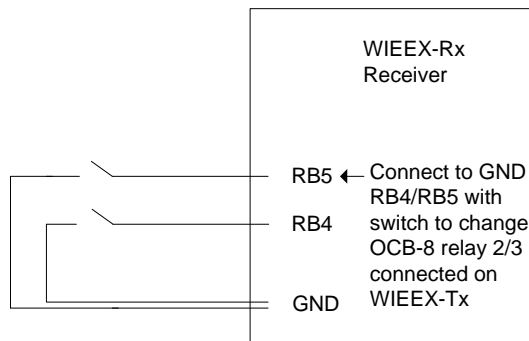 WIEEX-Rx
Receiver
RB5
Connect to GND
RB4/RB5 with
switch to change
OCB-8 relay 2/3
connected on
WIEEX-Tx
RB4
GND